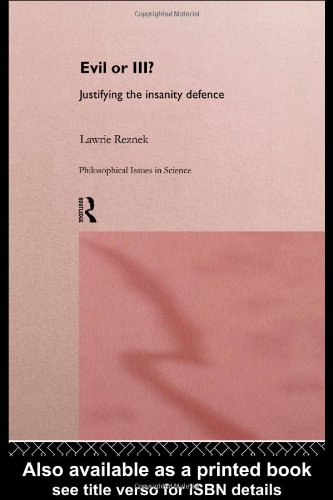 Evil or Ill?
Justifying the insanity defence
Lawrie Reznek
Philosophical Issues in Science
ROUTLEDGE
Also available as a printed book
see title verso for ISBN details